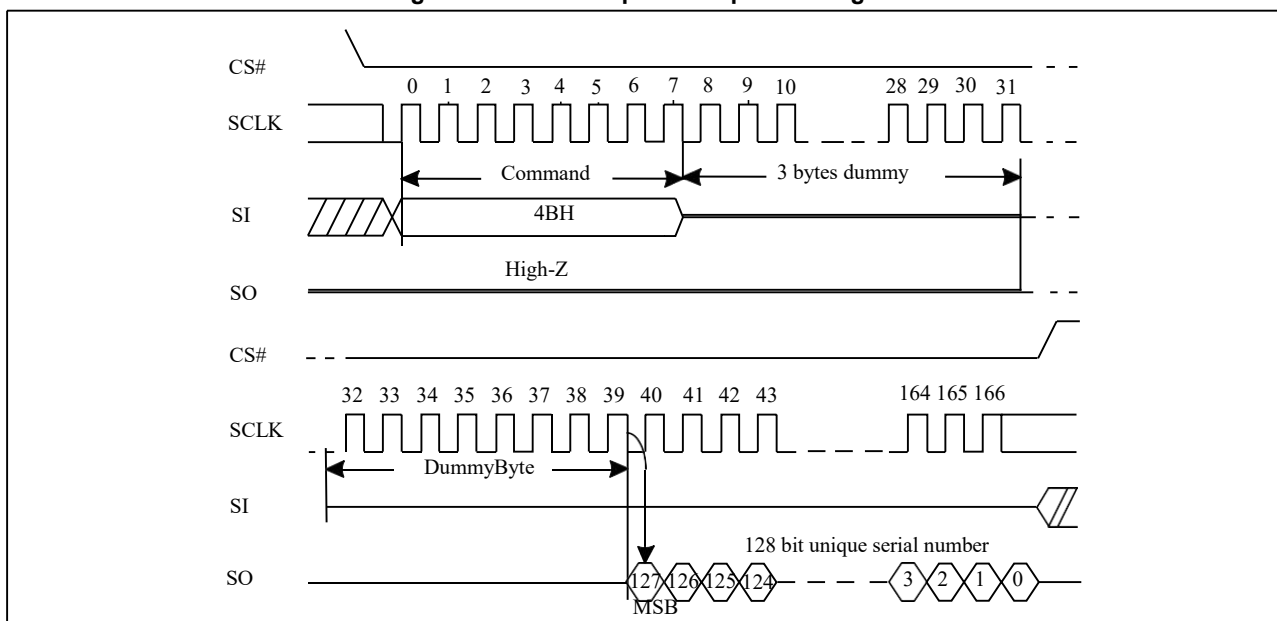 CS#
0 1 2 3 4 5 6 7 8 9 10 28 29 30 31
SCLK
Command 3 bytes dummy
SI 4BH
High-Z
SO
CS#
32 33 34 35 36 37 38 39 40 41 42 43 164 165 166
SCLK
DummyByte
SI
128 bit unique serial number
SO 127 126 125 124 3 2 1 0
MSB